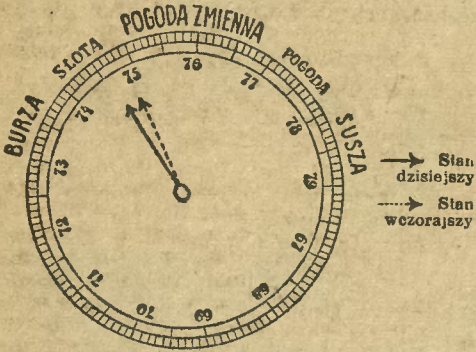 BURZA
SŁOTA
POGODA ZMIENNA
POGODA
SUSZA
73
74
75
76
77
78
79
67
68
69
70
71
72
Stan
dzisiejszy
Stan
wczorajszy